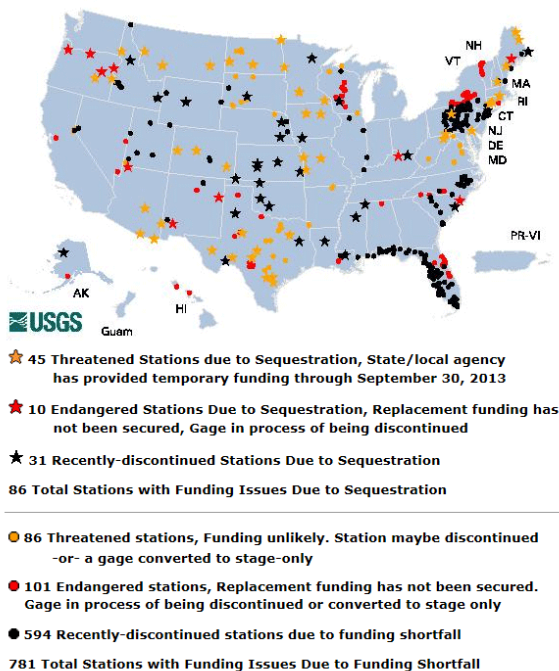 NH
VT
MA
RI
CT
NJ
DE
MD
PR-VI
AK
HI
Guam
USGS
45 Threatened Stations due to Sequestration, State/local agency
has provided temporary funding through September 30, 2013
10 Endangered Stations Due to Sequestration, Replacement funding has
not been secured, Gage in process of being discontinued
31 Recently-discontinued Stations Due to Sequestration
86 Total Stations with Funding Issues Due to Sequestration
86 Threatened stations, Funding unlikely. Station maybe discontinued
-or- a gage converted to stage-only
101 Endangered stations, Replacement funding has not been secured.
Gage in process of being discontinued or converted to stage only
594 Recently-discontinued stations due to funding shortfall
781 Total Stations with Funding Issues Due to Funding Shortfall